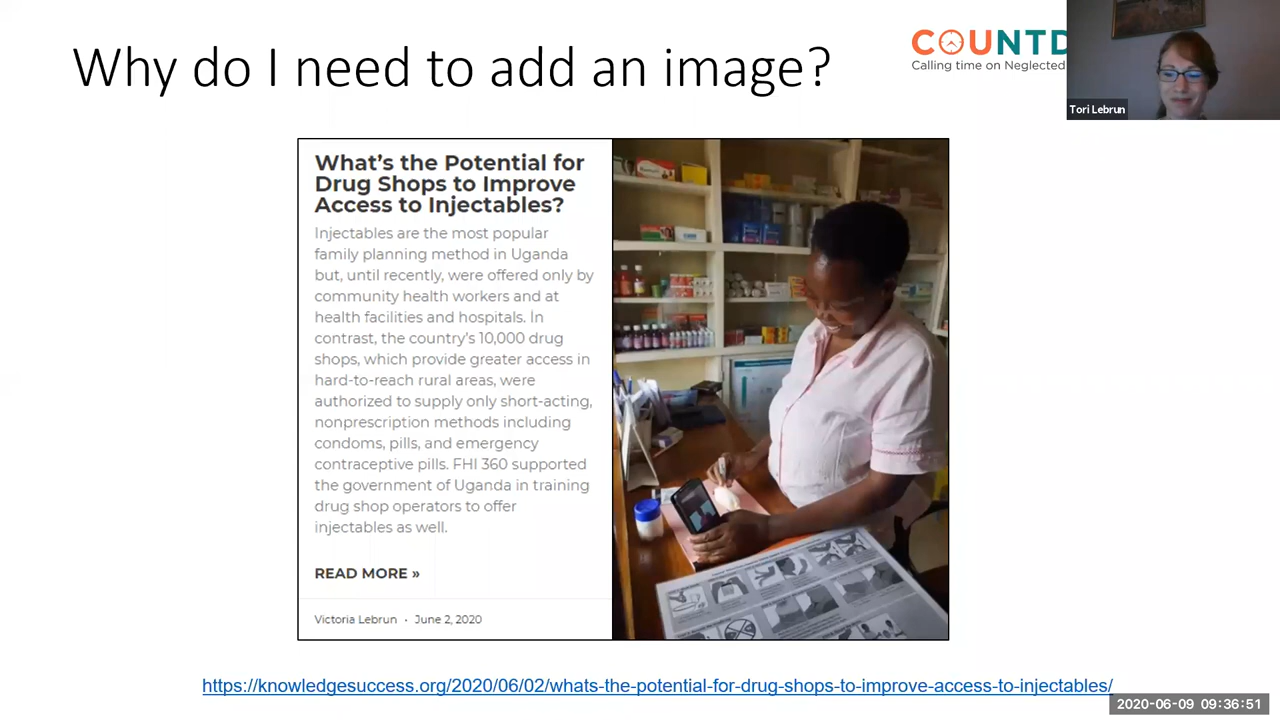 Why do I need to add an image?
COUNTD
Calling time on Neglected
Tori Lebrun
What’s the Potential for
Drug Shops to Improve
Access to Injectables?
Injectables are the most popular
family planning method in Uganda
but, until recently, were offered only by
community health workers and at
health facilities and hospitals. In
contrast, the country’s 10,000 drug
shops, which provide greater access in
hard-to-reach rural areas, were
authorized to supply only short-acting,
nonprescription methods including
condoms, pills, and emergency
contraceptive pills. FHI 360 supported
the government of Uganda in training
drug shop operators to offer
injectables as well.
READ MORE »
Victoria Lebrun • June 2, 2020
https://knowledgesuccess.org/2020/06/02/whats-the-potential-for-drug-shops-to-improve-access-to-injectables/
2020-06-09 09:36:51